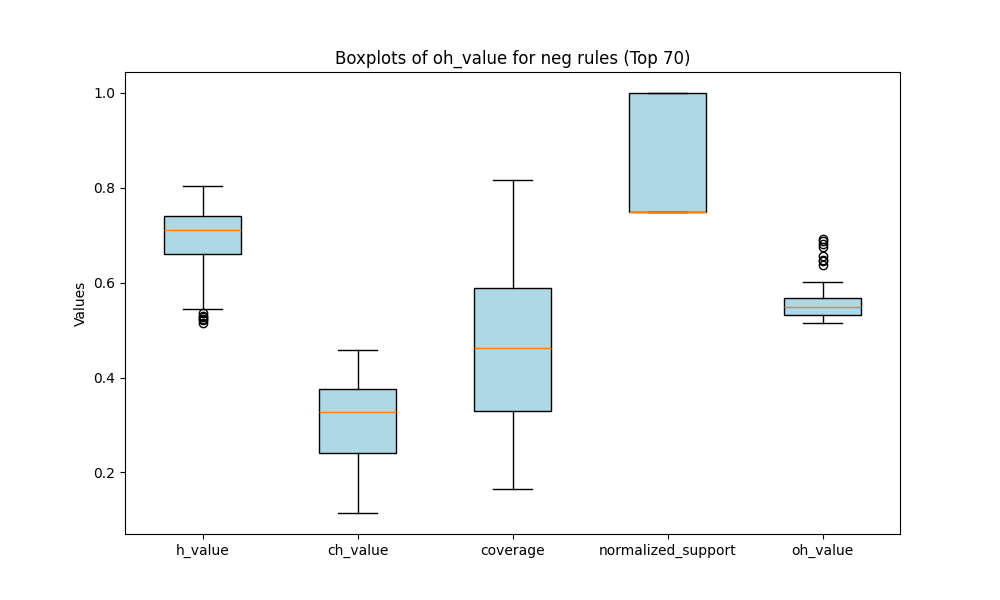 Boxplots of oh_value for neg rules (Top 70)
Values
1.0
0.8
0.6
0.4
0.2
h_value
ch_value
coverage
normalized_support
oh_value